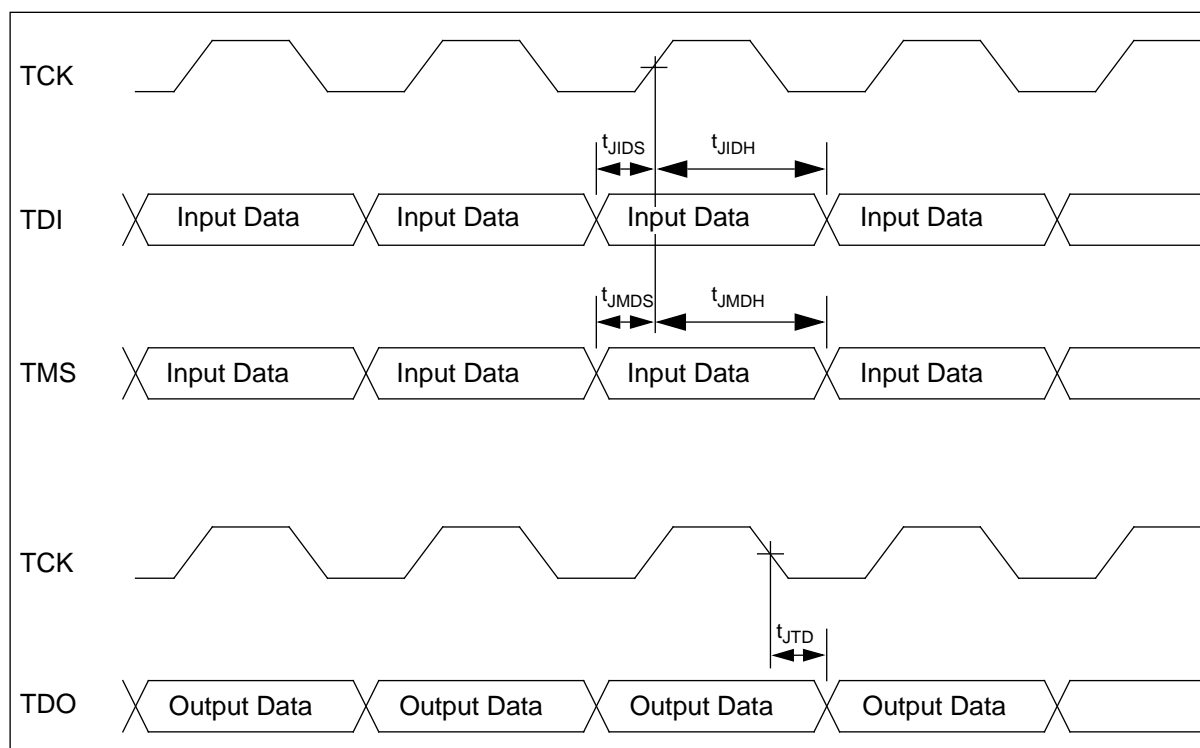 TCK
tJIDS tJIDH
TDI Input Data Input Data Input Data Input Data
tJMDS tJMDH
TMS Input Data Input Data Input Data Input Data
TCK
tJTD
TDO Output Data Output Data Output Data Output Data